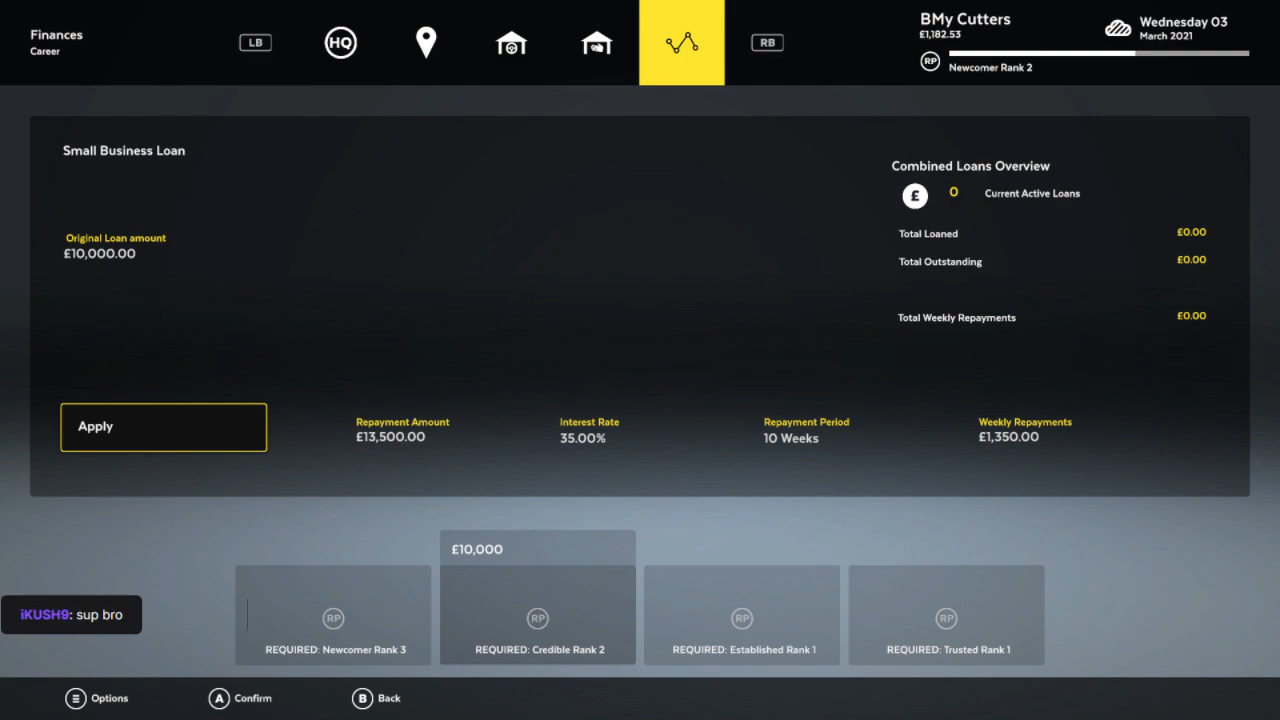 Finances
Career
LB
HQ
RB
BMy Cutters
£1,182.53
Wednesday 03
March 2021
RP
Newcomer Rank 2
Small Business Loan
Original Loan amount
£10,000.00
Combined Loans Overview
£ 0 Current Active Loans
Total Loaned £0.00
Total Outstanding £0.00
Total Weekly Repayments £0.00
Apply
Repayment Amount
£13,500.00
Interest Rate
35.00%
Repayment Period
10 Weeks
Weekly Repayments
£1,350.00
£10,000
iKUSH9: sup bro
RP
REQUIRED: Newcomer Rank 3
RP
REQUIRED: Credible Rank 2
RP
REQUIRED: Established Rank 1
RP
REQUIRED: Trusted Rank 1
Options
A Confirm
B Back